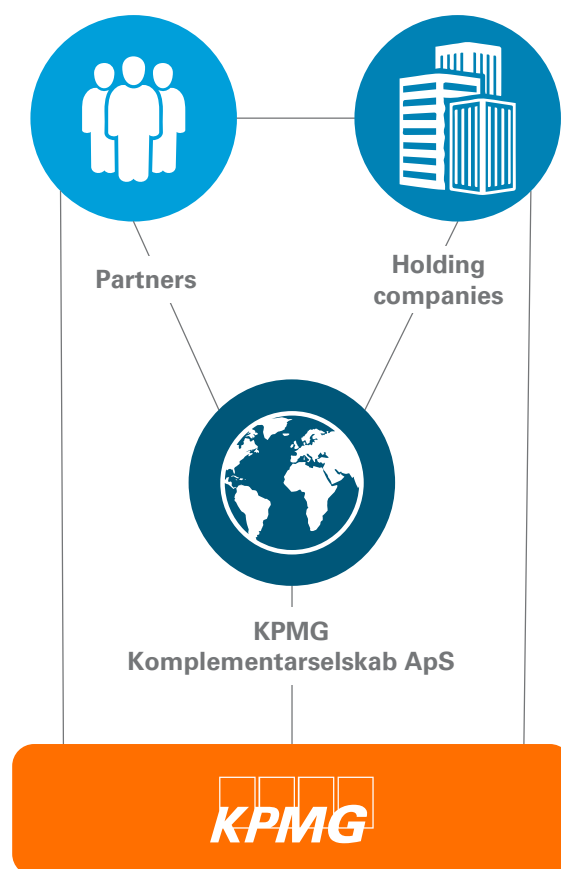 Partners
Holding
companies
KPMG
Komplementarselskab ApS
KPMG